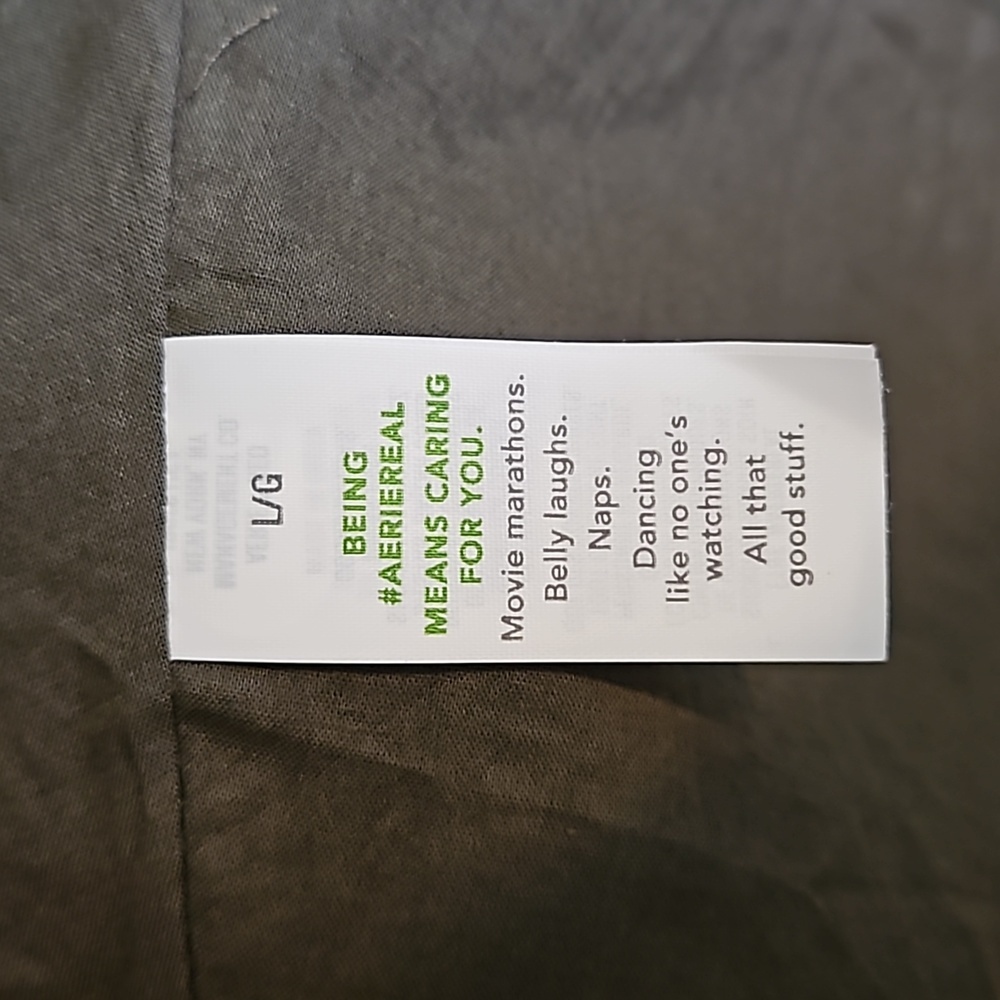 L/G
BEING
#AERIEREAL
MEANS CARING
FOR YOU.
Movie marathons.
Belly laughs.
Naps.
Dancing
like no one's
watching.
All that
good stuff.